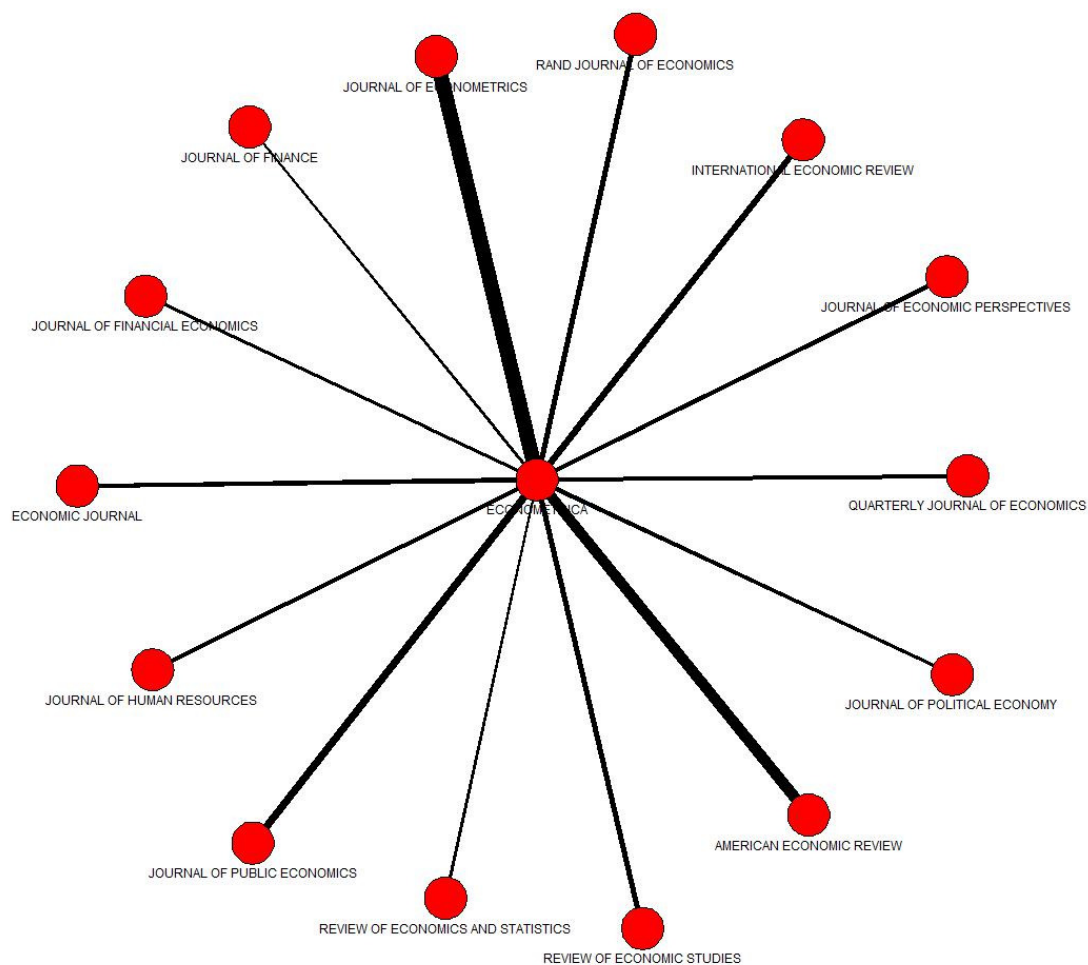 RAND JOURNAL OF ECONOMICS
JOURNAL OF ECONOMETRICS
JOURNAL OF FINANCE
INTERNATIONAL ECONOMIC REVIEW
JOURNAL OF ECONOMIC PERSPECTIVES
JOURNAL OF FINANCIAL ECONOMICS
QUARTERLY JOURNAL OF ECONOMICS
ECONOMETRICA
ECONOMIC JOURNAL
JOURNAL OF HUMAN RESOURCES
JOURNAL OF POLITICAL ECONOMY
AMERICAN ECONOMIC REVIEW
JOURNAL OF PUBLIC ECONOMICS
REVIEW OF ECONOMICS AND STATISTICS
REVIEW OF ECONOMIC STUDIES